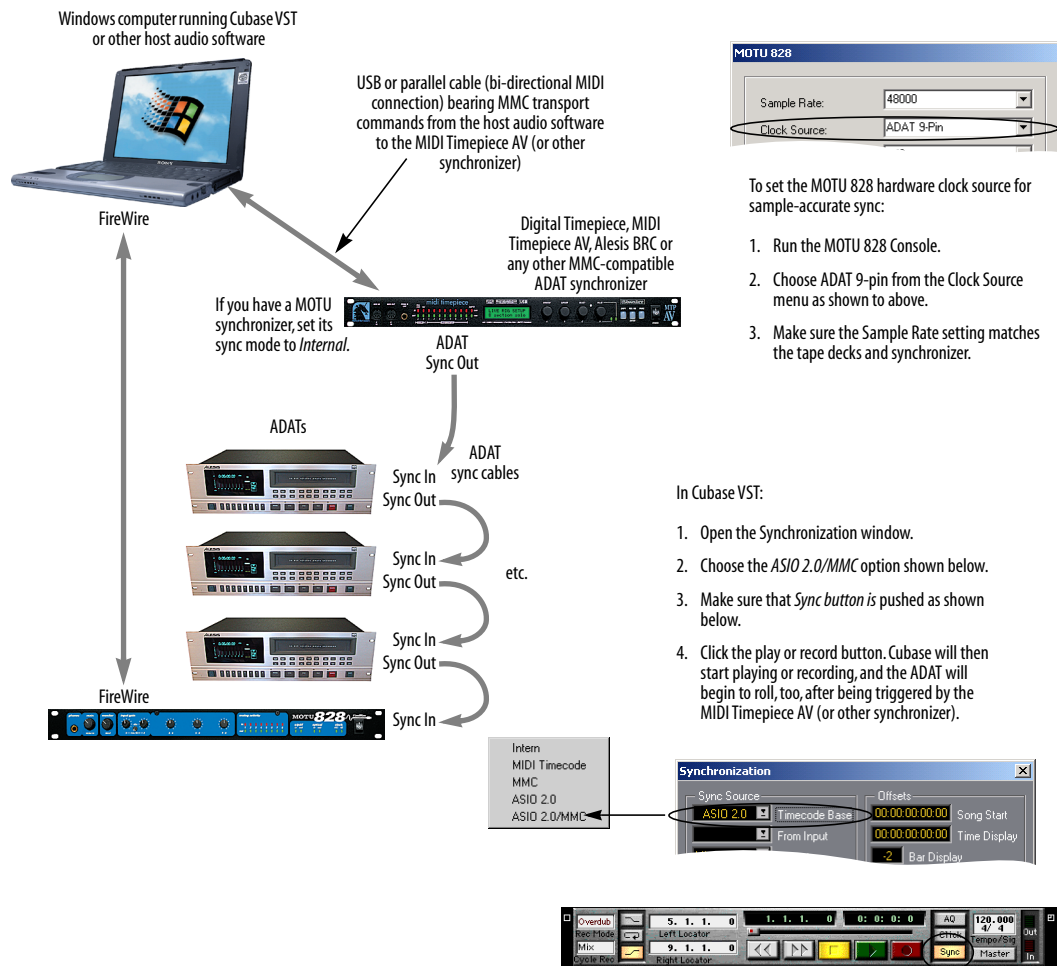 Windows computer running Cubase VST
or other host audio software
USB or parallel cable (bi-directional MIDI
connection) bearing MMC transport
commands from the host audio software
to the MIDI Timepiece AV (or other
synchronizer)
SONY
FireWire
Digital Timepiece, MIDI
Timepiece AV, Alesis BRC or
any other MMC-compatible
ADAT synchronizer
If you have a MOTU
synchronizer, set its
sync mode to Internal.
midi timepiece
LIVE RIG SETUP
MTP
AV
ADAT
Sync Out
ADATs
ADAT
sync cables
Sync In
Sync Out
Sync In
Sync Out
etc.
Sync In
Sync Out
FireWire
MOTU 828
Sync In
MOTU 828
Sample Rate:
48000
Clock Source:
ADAT 9-Pin
To set the MOTU 828 hardware clock source for
sample-accurate sync:
1. Run the MOTU 828 Console.
2. Choose ADAT 9-pin from the Clock Source
menu as shown to above.
3. Make sure the Sample Rate setting matches
the tape decks and synchronizer.
In Cubase VST:
1. Open the Synchronization window.
2. Choose the ASIO 2.0/MMC option shown below.
3. Make sure that Sync button is pushed as shown
below.
4. Click the play or record button. Cubase will then
start playing or recording, and the ADAT will
begin to roll, too, after being triggered by the
MIDI Timepiece AV (or other synchronizer).
Intern
MIDI Timecode
MMC
ASIO 2.0
ASIO 2.0/MMC
Synchronization
Sync Source
ASIO 2.0
Timecode Base
From Input
Offsets
00:00:00:00:00 Song Start
00:00:00:00:00 Time Display
-2 Bar Display
Overdub
Rec Mode
Mix
Cycle Rec
5. 1. 1. 0
Left Locator
9. 1. 1. 0
Right Locator
1. 1. 1. 0
0: 0: 0: 0
AQ
Click
Sync
120.000
4/ 4
Tempo/Sig
Master
Out
In